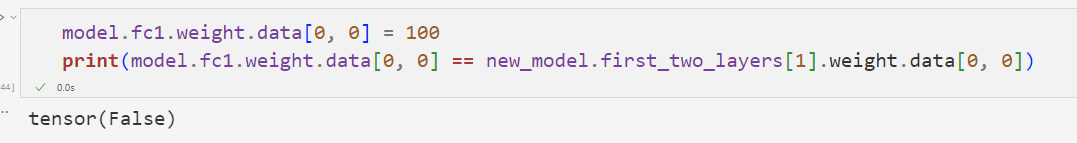 model.fc1.weight.data[0, 0] = 100
print(model.fc1.weight.data[0, 0] == new_model.first_two_layers[1].weight.data[0, 0])
44]
0.0s
tensor(False)